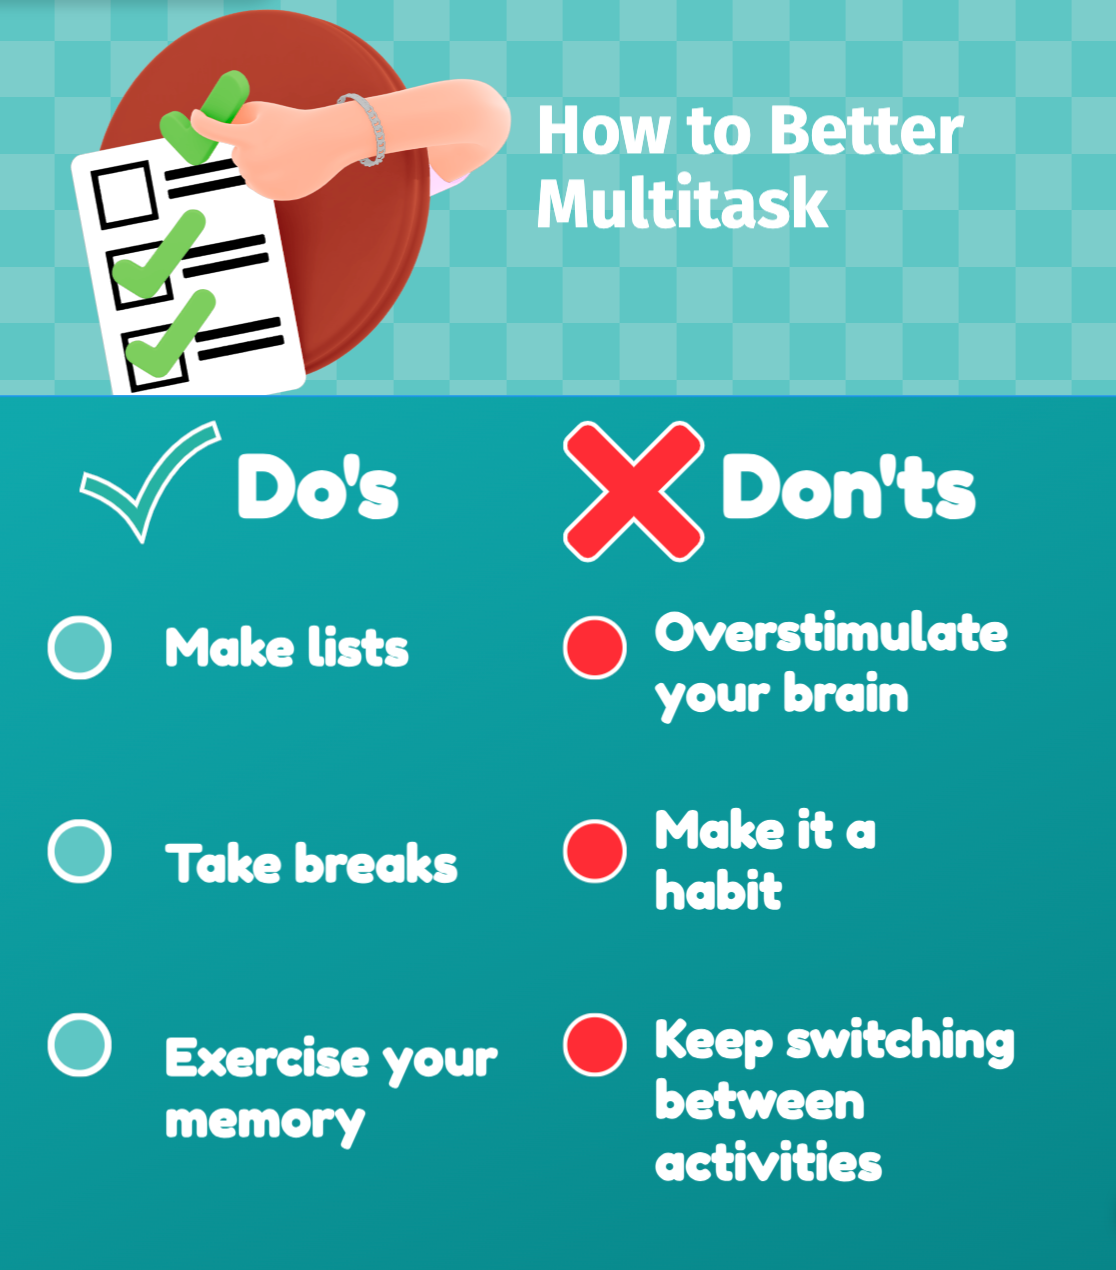 How to Better
Multitask
Do's
Make lists
Take breaks
Exercise your
memory
Don'ts
Overstimulate
your brain
Make it a
habit
Keep switching
between
activities